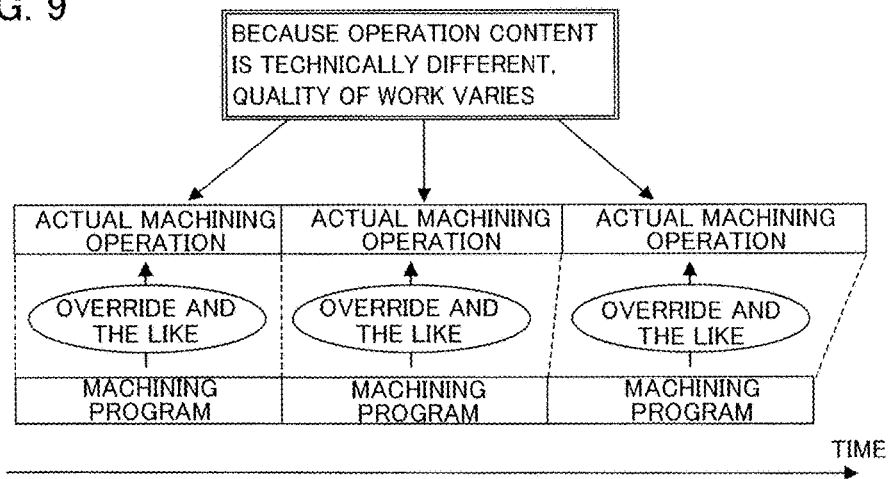 G. 9
BECAUSE OPERATION CONTENT
IS TECHNICALLY DIFFERENT,
QUALITY OF WORK VARIES
ACTUAL MACHINING
OPERATION
ACTUAL MACHINING
OPERATION
ACTUAL MACHINING
OPERATION
OVERRIDE AND
THE LIKE
OVERRIDE AND
THE LIKE
OVERRIDE AND
THE LIKE
MACHINING
PROGRAM
MACHINING
PROGRAM
MACHINING
PROGRAM
TIME